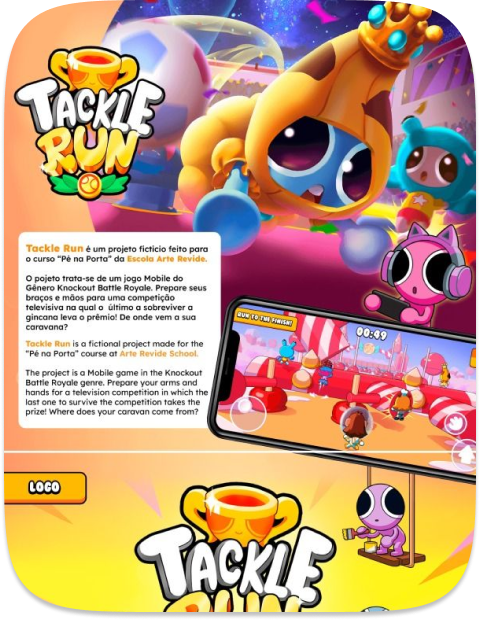 TACKLE
RUN
Tackle Run é um projeto fictício feito para
o curso “Pé na Porta” da Escola Arte Revide.
O pojeto trata-se de um jogo Mobile do
Gênero Knockout Battle Royale. Prepare seus
braços e mãos para uma competição
televisiva na qual o último a sobreviver a
gincana leva o prêmio! De onde vem a sua
caravana?
Tackle Run is a fictional project made for the
“Pé na Porta” course at Arte Revide School.
The project is a Mobile game in the Knockout
Battle Royale genre. Prepare your arms and
hands for a television competition in which the
last one to survive the competition takes the
prize! Where does your caravan come from?
RUN TO THE FINISH!
00:49
LOGO
TACKLE
RUN